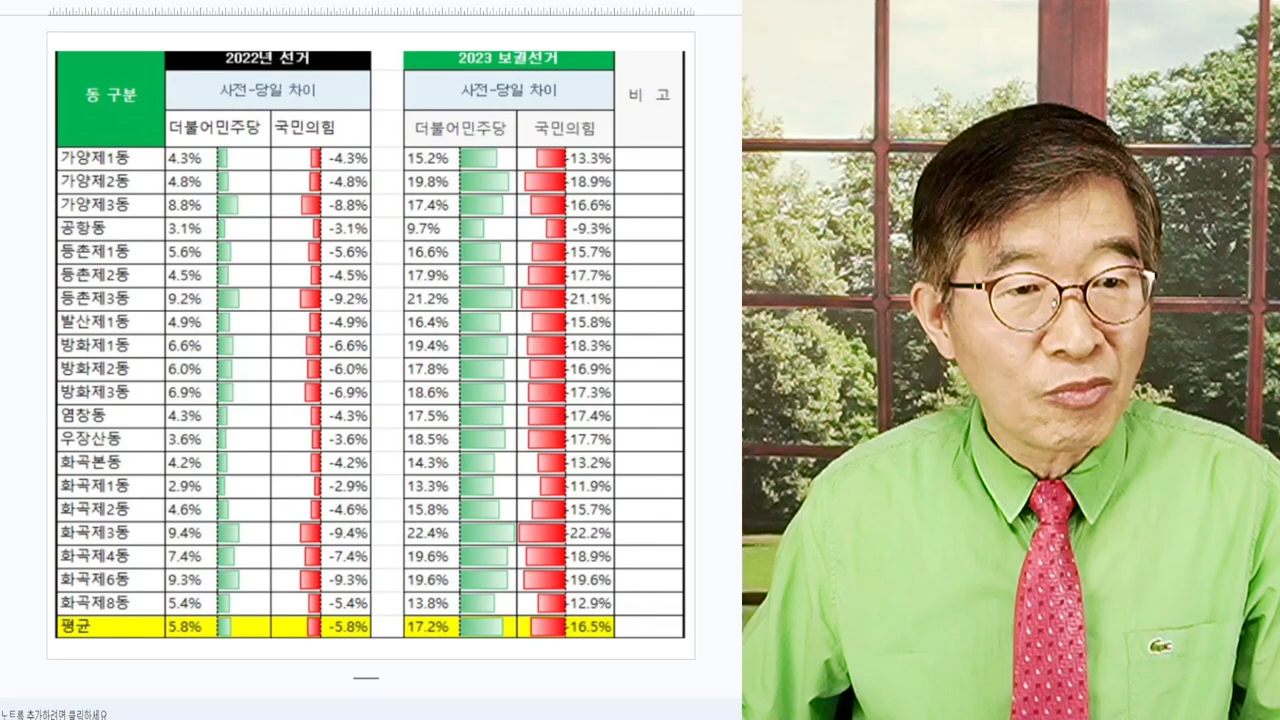 2022년 선거 2023 보궐선거
동 구분 사전-당일 차이 사전-당일 차이 비 고
더불어민주당 국민의힘 더불어민주당 국민의힘
가양제1동 4.3% -4.3% 15.2% -13.3%
가양제2동 4.8% -4.8% 19.8% -18.9%
가양제3동 8.8% -8.8% 17.4% -16.6%
공항동 3.1% -3.1% 9.7% -9.3%
등촌제1동 5.6% -5.6% 16.6% -15.7%
등촌제2동 4.5% -4.5% 17.9% -17.7%
등촌제3동 9.2% -9.2% 21.2% -21.1%
발산제1동 4.9% -4.9% 16.4% -15.8%
방화제1동 6.6% -6.6% 19.4% -18.3%
방화제2동 6.0% -6.0% 17.8% -16.9%
방화제3동 6.9% -6.9% 18.6% -17.3%
염창동 4.3% -4.3% 17.5% -17.4%
우장산동 3.6% -3.6% 18.5% -17.7%
화곡본동 4.2% -4.2% 14.3% -13.2%
화곡제1동 2.9% -2.9% 13.3% -11.9%
화곡제2동 4.6% -4.6% 15.8% -15.7%
화곡제3동 9.4% -9.4% 22.4% -22.2%
화곡제4동 7.4% -7.4% 19.6% -18.9%
화곡제6동 9.3% -9.3% 19.6% -19.6%
화곡제8동 5.4% -5.4% 13.8% -12.9%
평균 5.8% -5.8% 17.2% -16.5%
노트를 추가하려면 클릭하세요